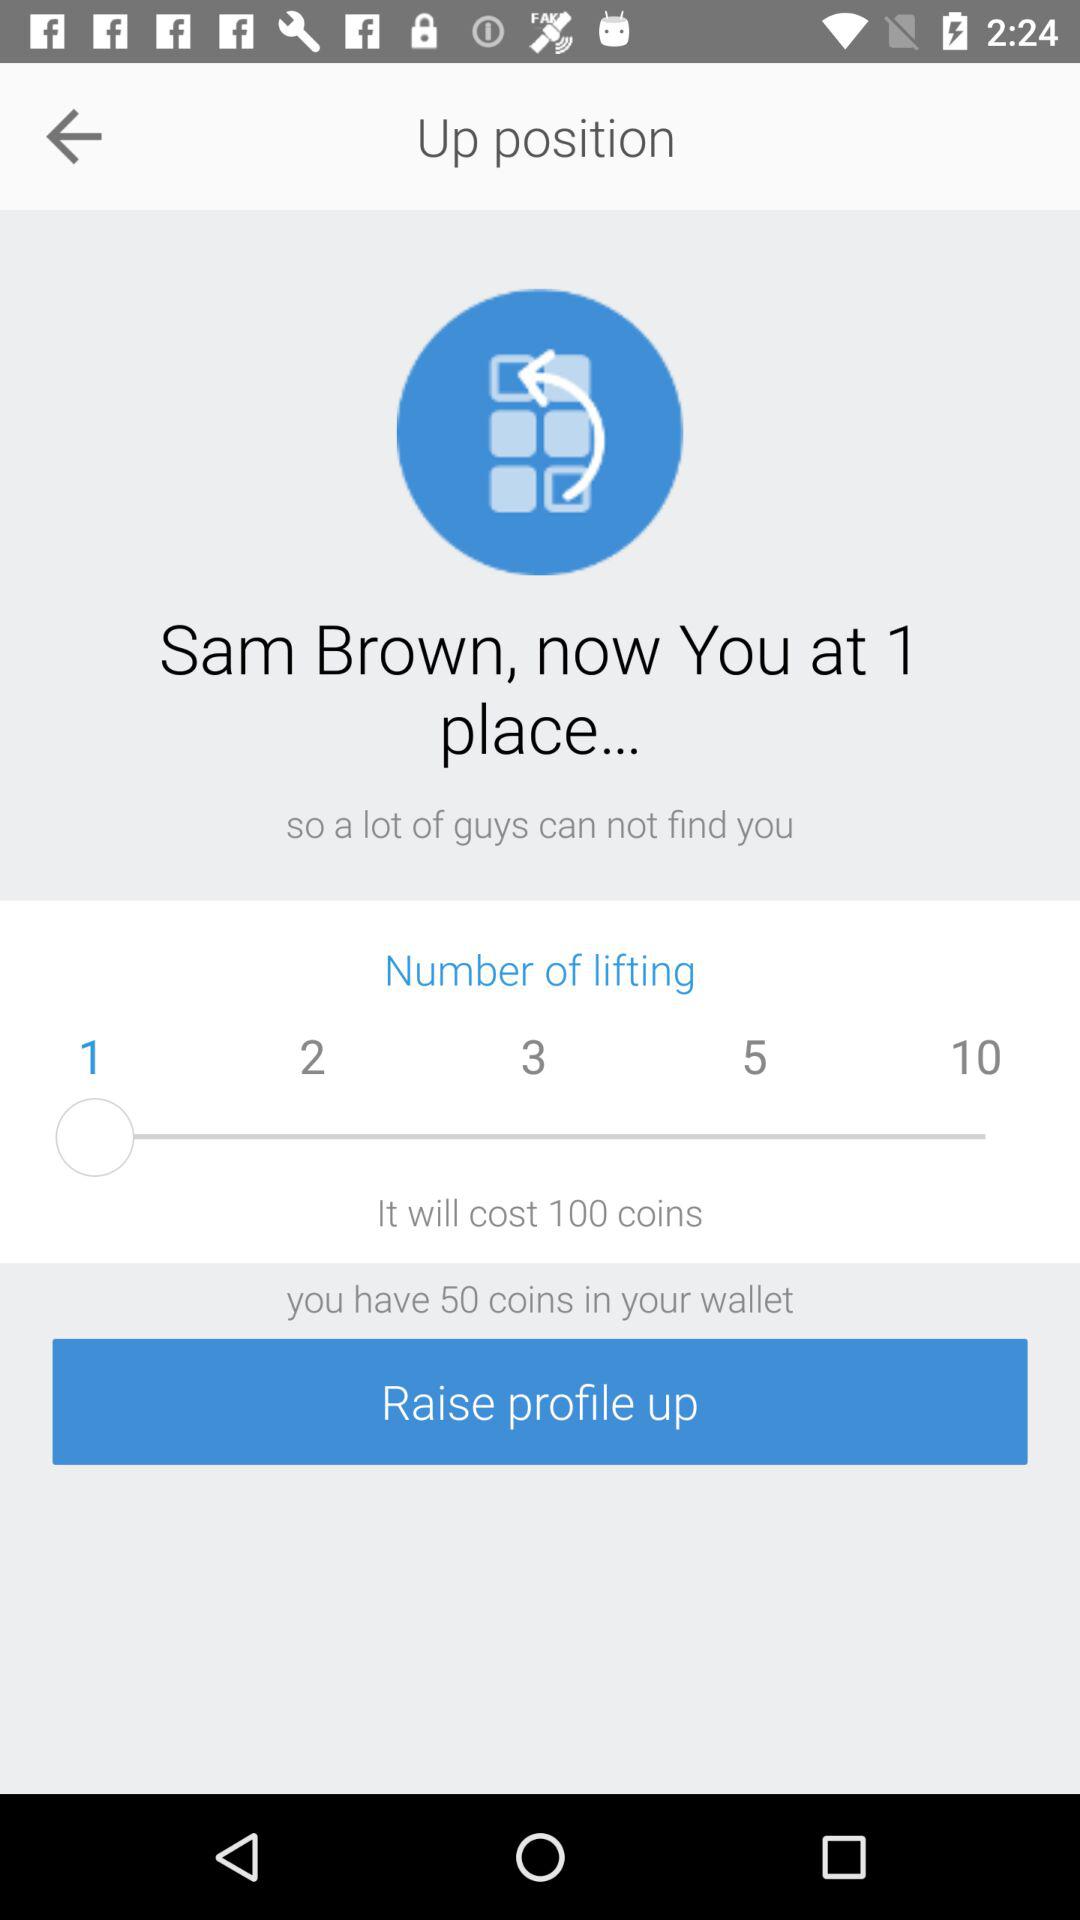 FAKE
2:24
Up position
Sam Brown, now You at 1
place...
so a lot of guys can not find you
Number of lifting
1 2 3 5 10
It will cost 100 coins
you have 50 coins in your wallet
Raise profile up